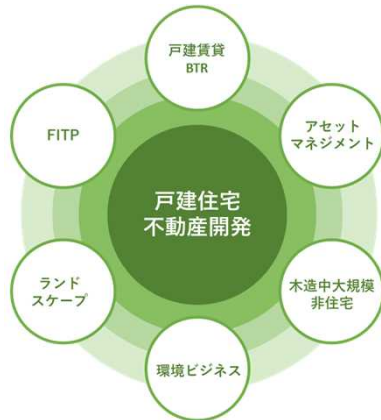 戸建賃貸
BTR
アセット
マネジメント
木造中大規模
非住宅
環境ビジネス
ランド
スケープ
FITP
戸建住宅
不動産開発